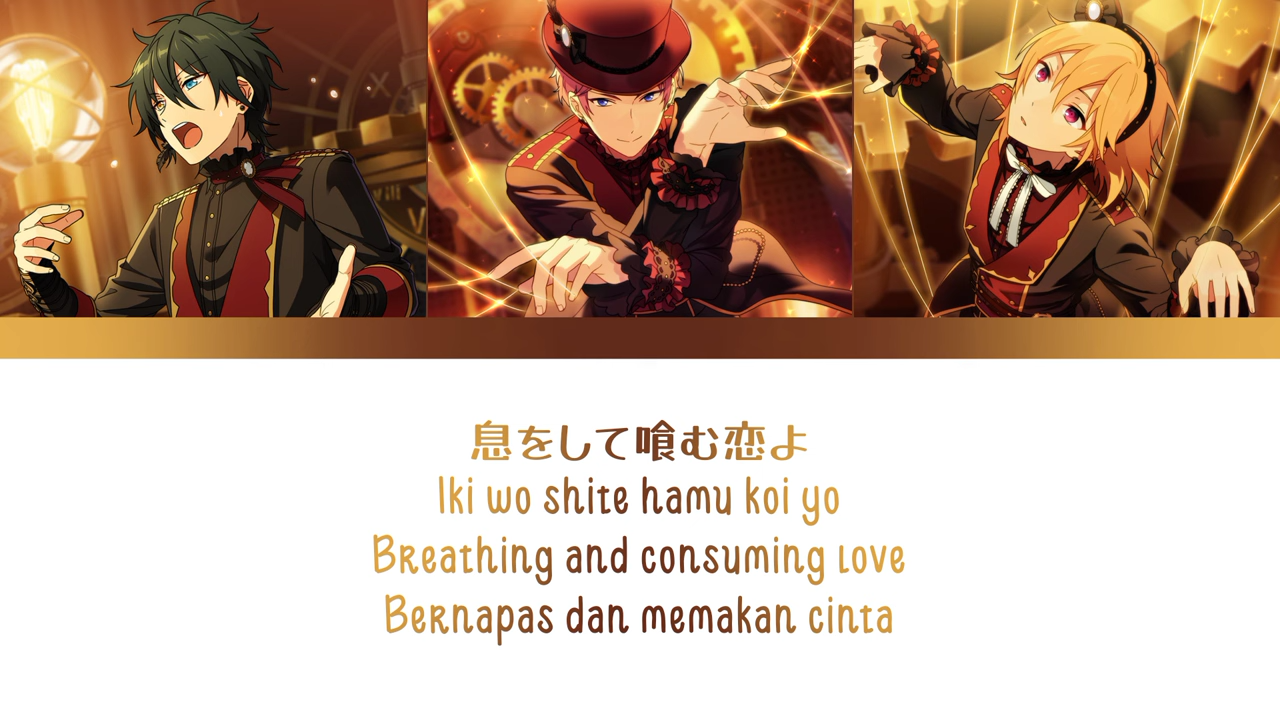 息をして喰む恋よ
Iki wo shite hamu koi yo
Breathing and consuming love
Bernapas dan memakan cinta